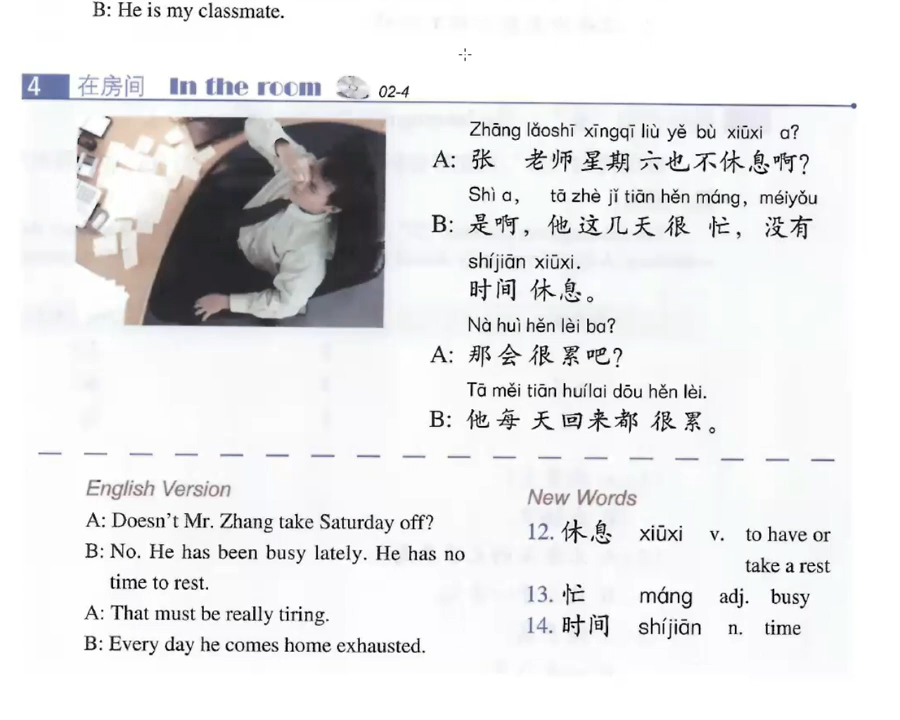 B: He is my classmate.
4 在房间 In the room 02-4
Zhāng lǎoshī xīngqī liù yě bù xiūxi a?
A: 张 老师星期六也不休息啊?
Shì a, tā zhè jǐ tiān hěn máng, méiyǒu
B: 是啊, 他这几天很 忙, 没有
shíjiān xiūxi.
时间 休息。
Nà huì hěn lèi ba?
A: 那会很累吧?
Tā měi tiān huílai dōu hěn lèi.
B: 他每 天回来都 很累。
English Version
A: Doesn't Mr. Zhang take Saturday off?
B: No. He has been busy lately. He has no
time to rest.
A: That must be really tiring.
B: Every day he comes home exhausted.
New Words
12. 休息 xiūxi v. to have or
take a rest
13. 忙 máng adj. busy
14. 时间 shíjiān n. time